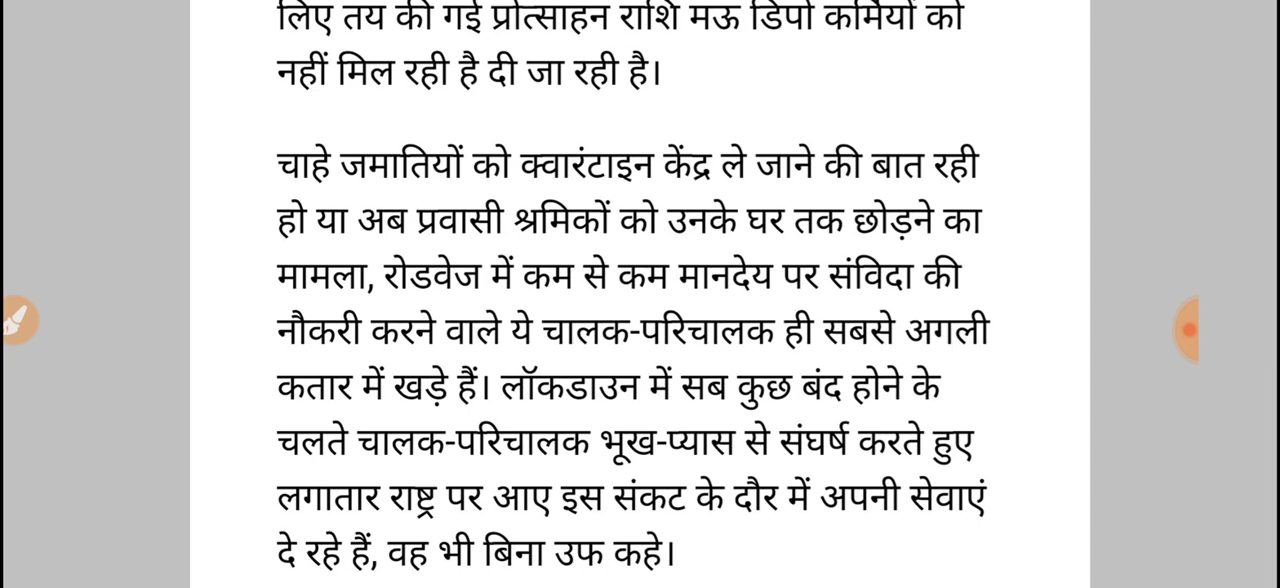 लिए तय की गई प्रोत्साहन राशि मऊ डिपो कर्मियों को
नहीं मिल रही है दी जा रही है।
चाहे जमातियों को क्वारंटाइन केंद्र ले जाने की बात रही
हो या अब प्रवासी श्रमिकों को उनके घर तक छोड़ने का
मामला, रोडवेज में कम से कम मानदेय पर संविदा की
नौकरी करने वाले ये चालक-परिचालक ही सबसे अगली
कतार में खड़े हैं। लॉकडाउन में सब कुछ बंद होने के
चलते चालक-परिचालक भूख-प्यास से संघर्ष करते हुए
लगातार राष्ट्र पर आए इस संकट के दौर में अपनी सेवाएं
दे रहे हैं, वह भी बिना उफ कहे।